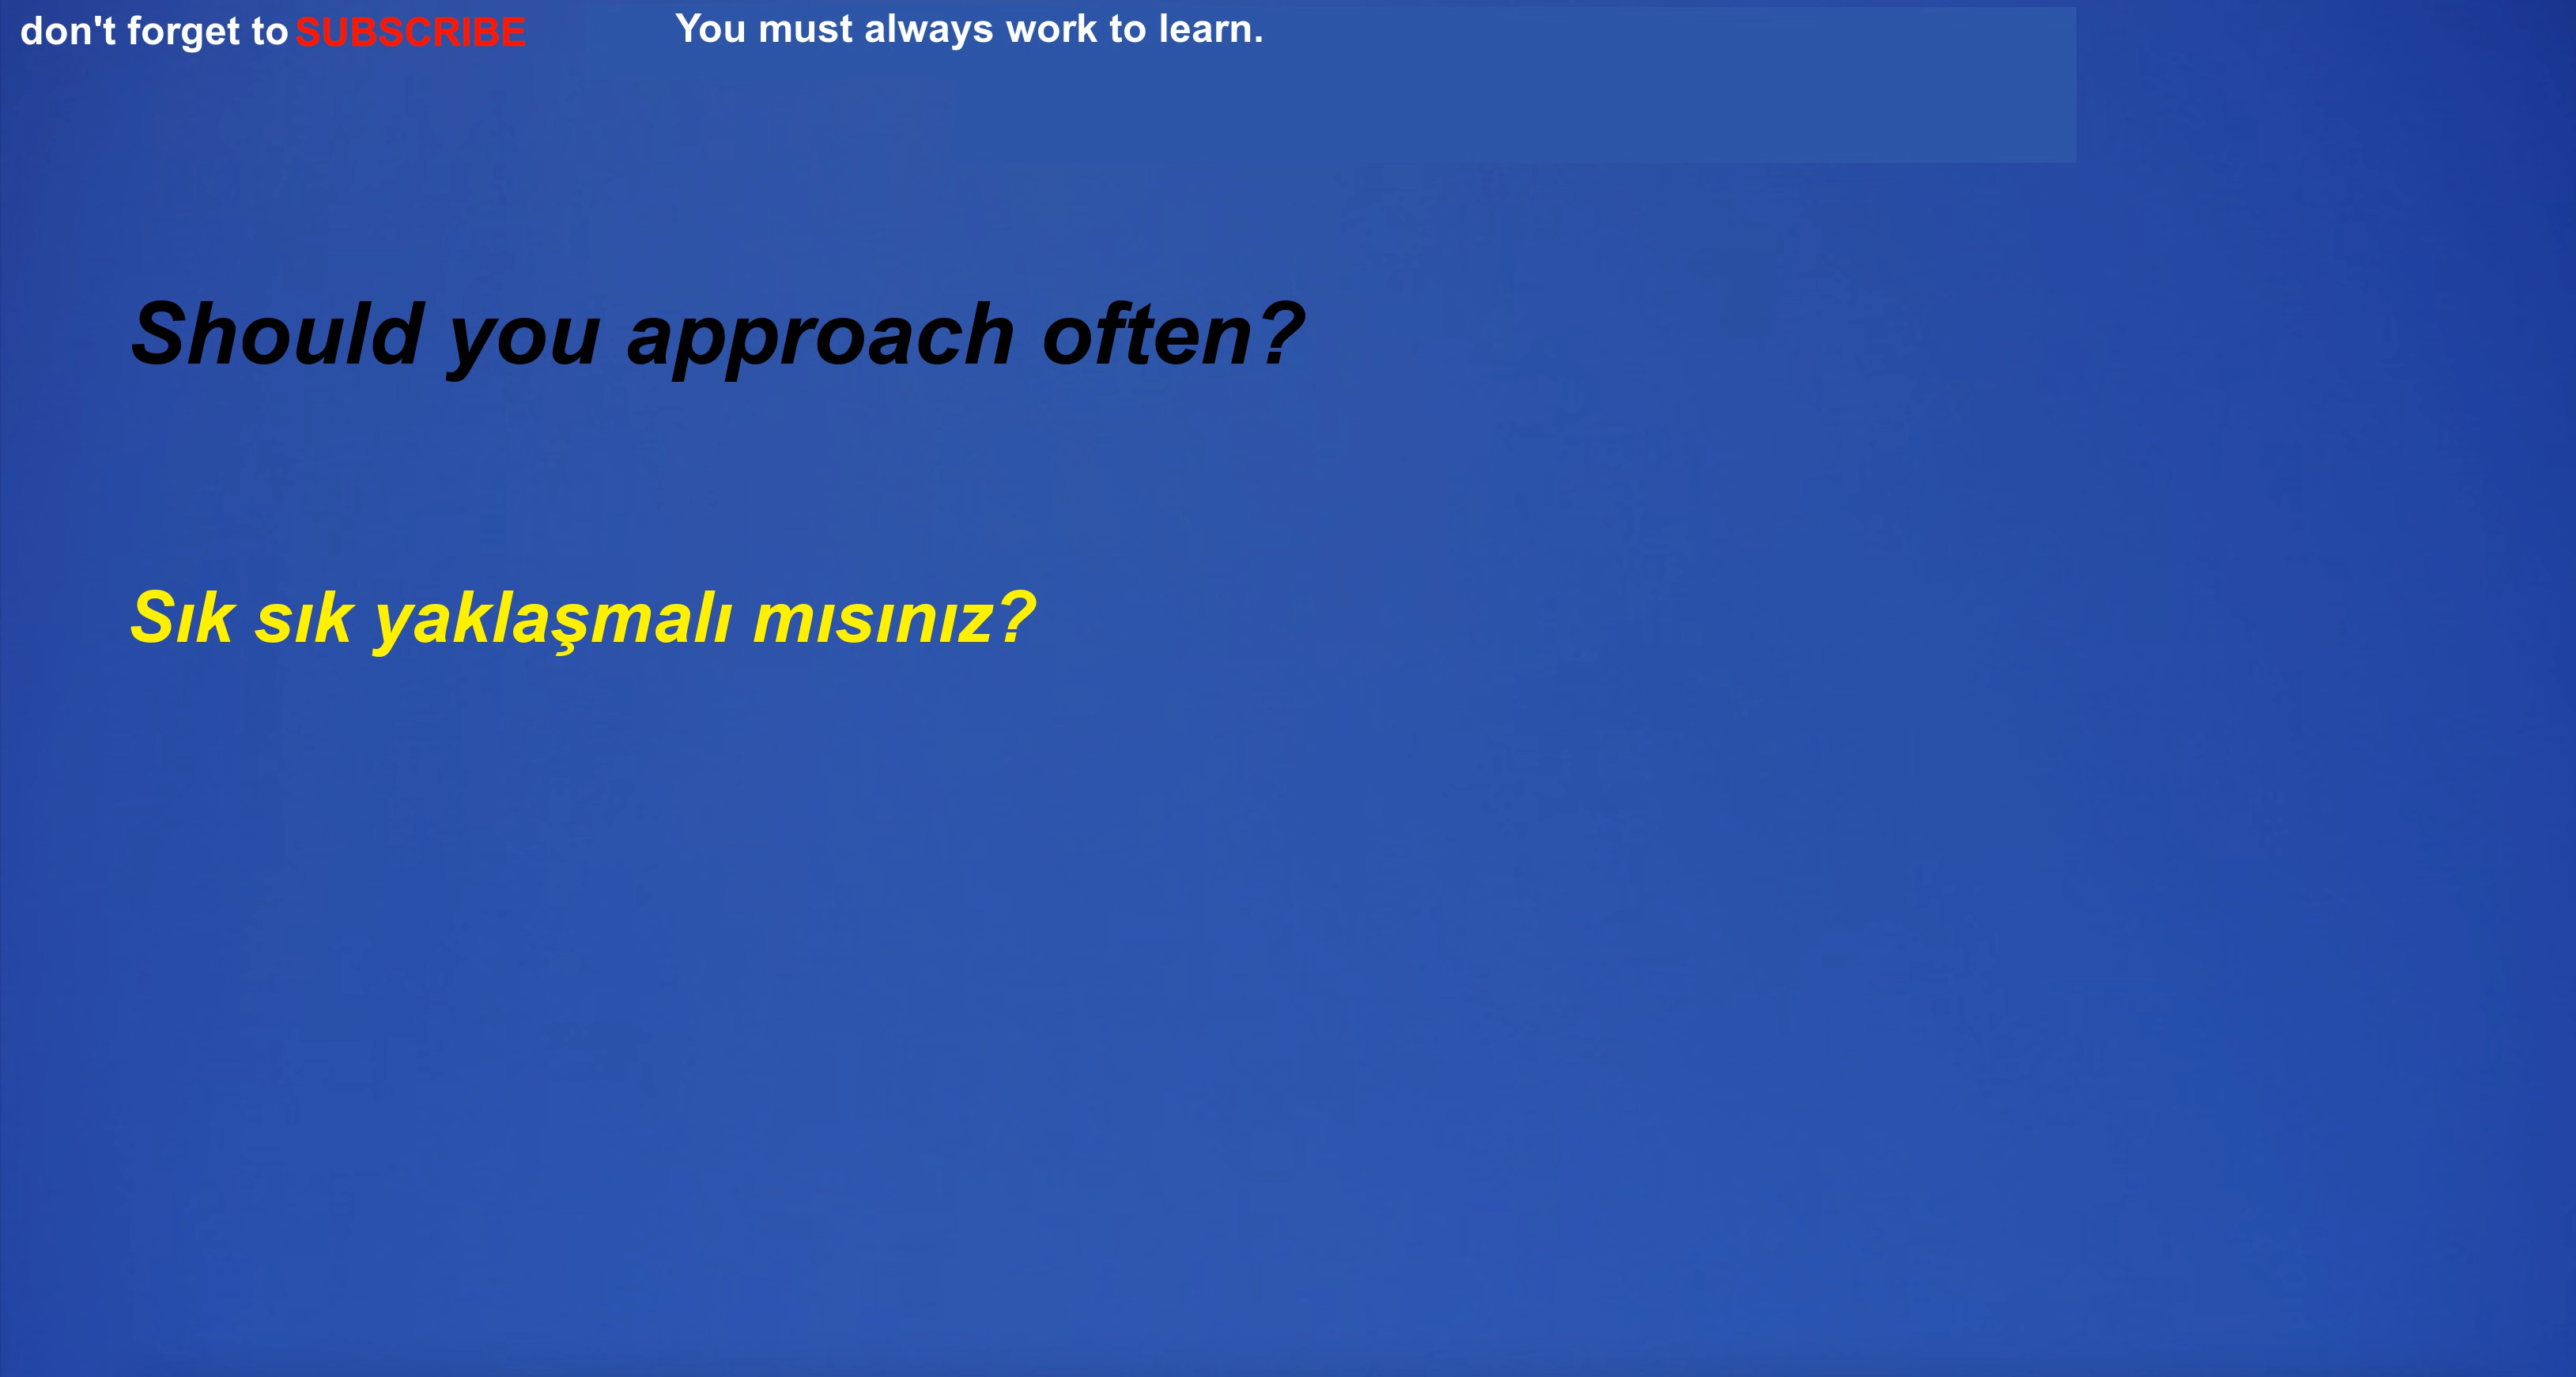 don't forget to SUBSCRIBE
You must always work to learn.
Should you approach often?
Sık sık yaklaşmalı mısınız?